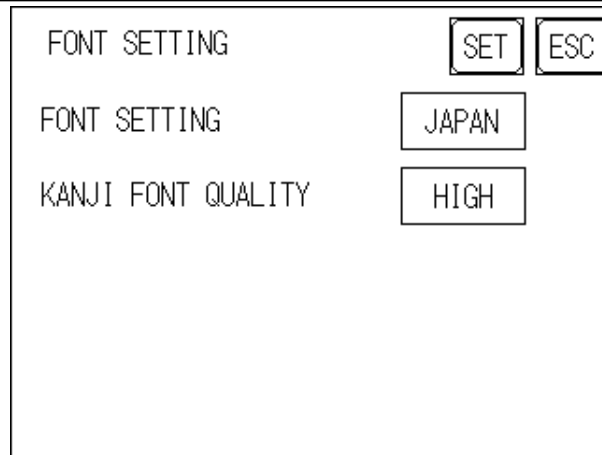 FONT SETTING SET ESC
FONT SETTING JAPAN
KANJI FONT QUALITY HIGH